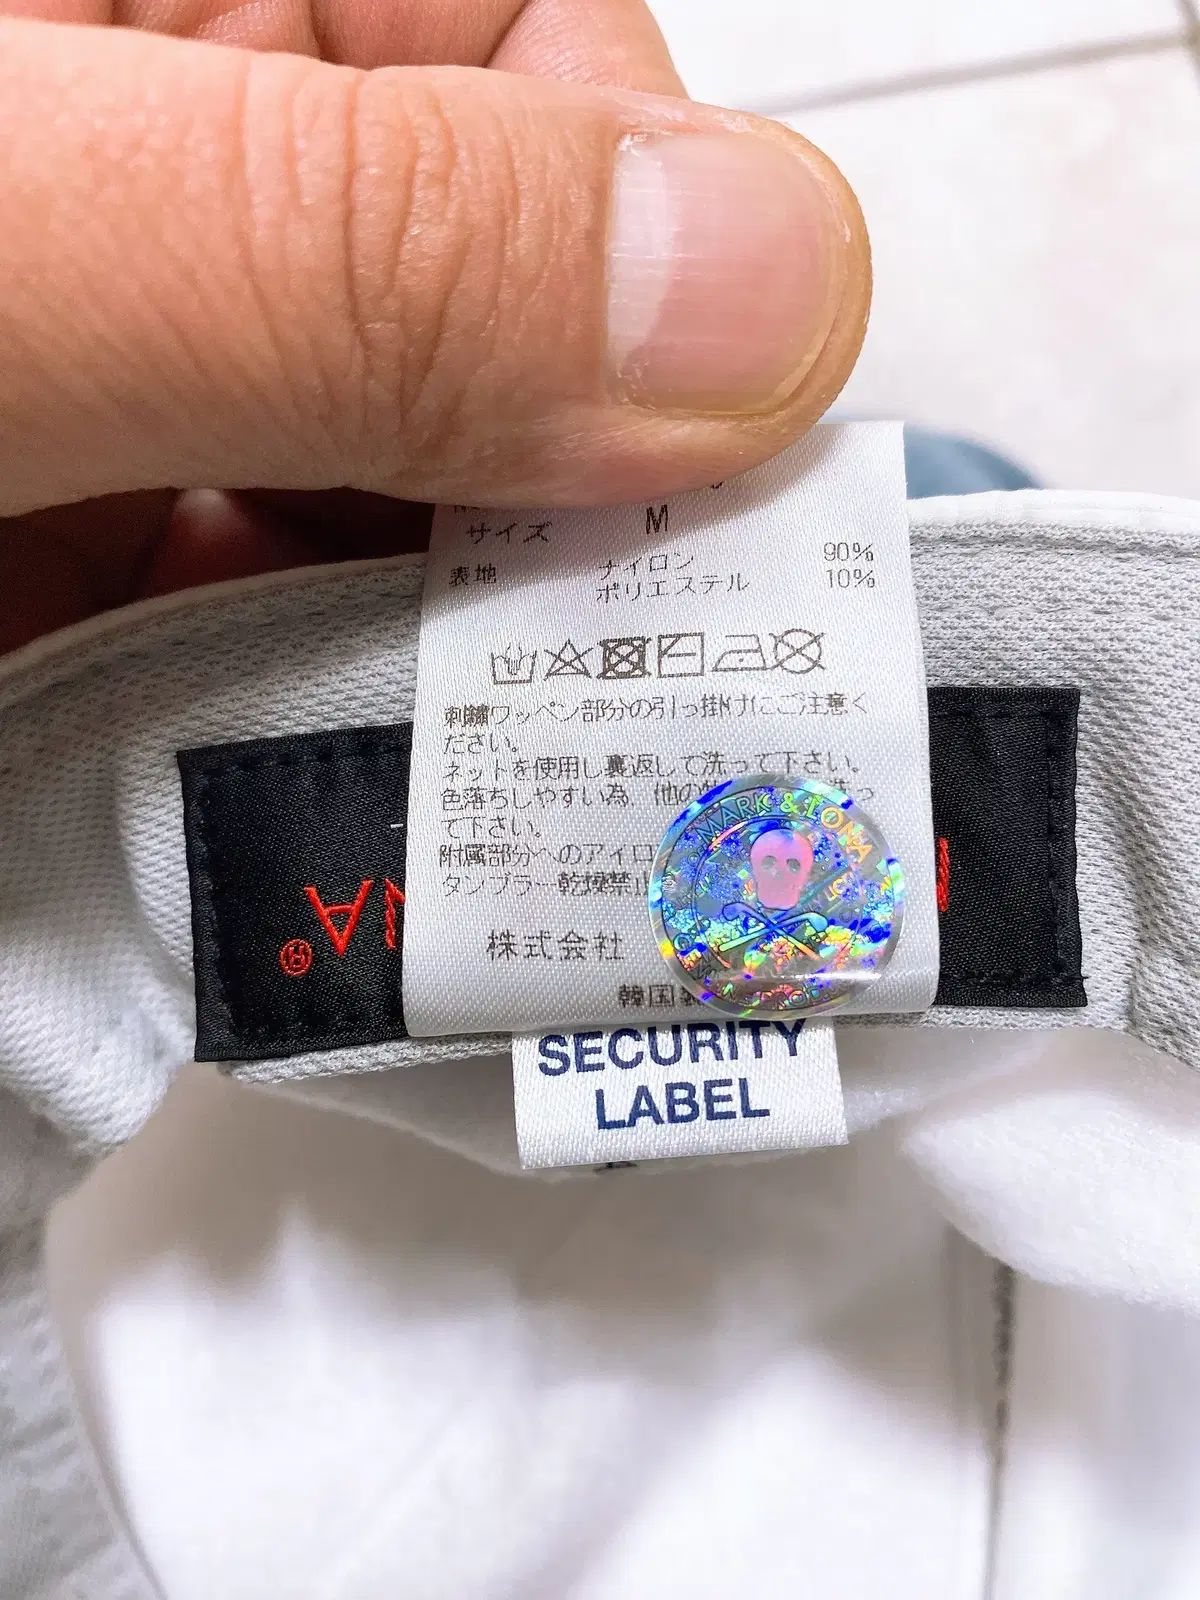 サイズ M
表地 ナイロン 90%
ポリエステル 10%
刺繍ワッペン部分の引っ掛けにご注意く
ださい。
ネットを使用し裏返して洗って下さい。
色落ちしやすい為、他の
て下さい。
附属部分へのアイロ
タンブラー乾燥禁止
株式会社
韓国
MARK & LONA
SECURITY
LABEL